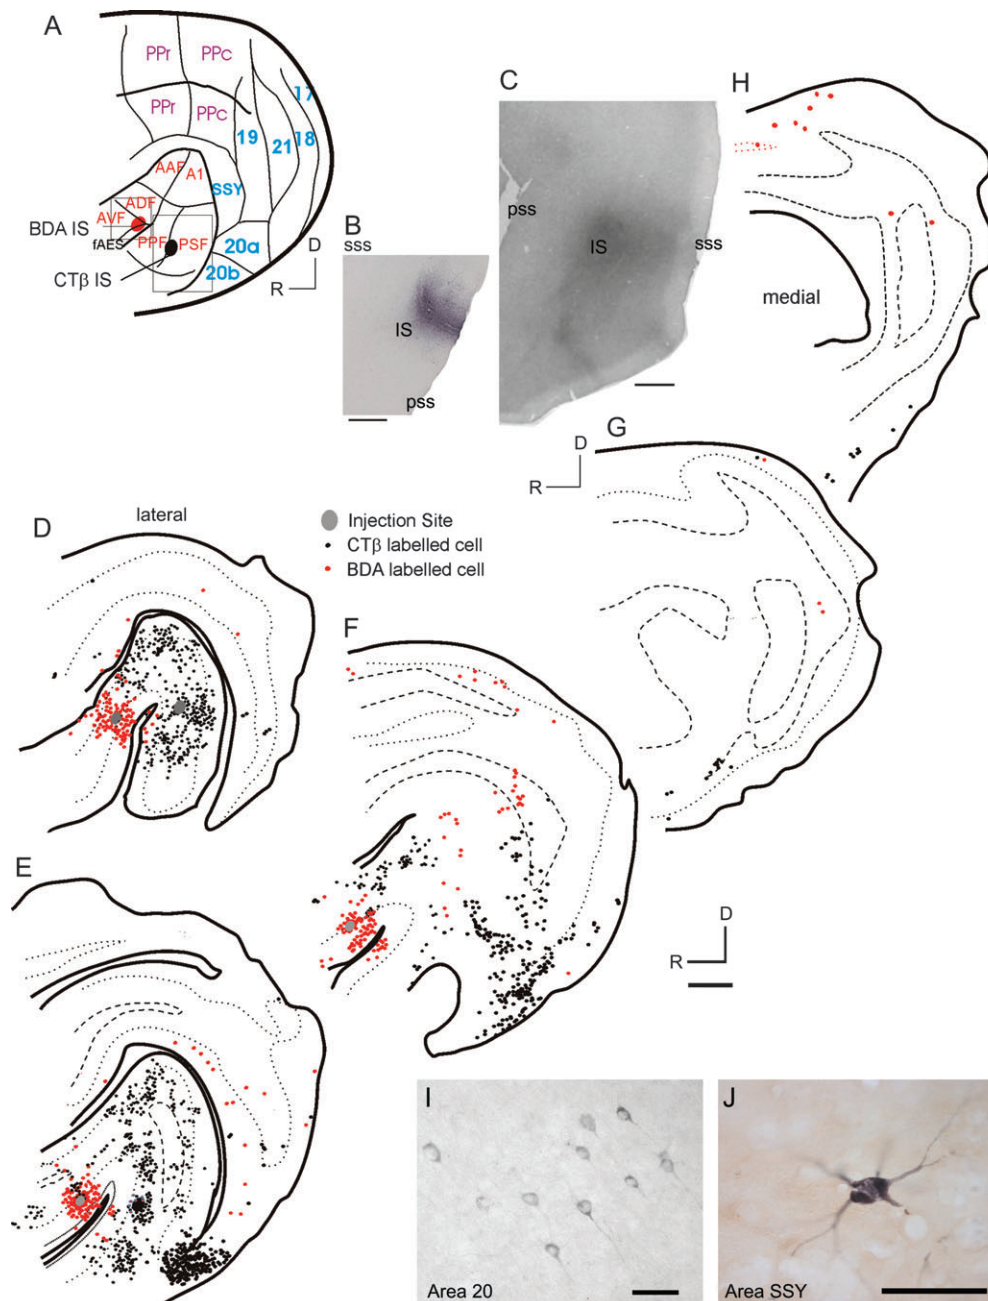 A
PPr
PPc
PPr
PPc
17
18
19
21
AAF
A1
SSY
ADF
AVF
BDA IS
fAES
PPF
PSF
20a
20b
CTβ IS
D
R
B
sss
IS
pss
C
pss
IS
sss
H
medial
G
D
R
D
lateral
Injection Site
CTβ labelled cell
BDA labelled cell
F
E
D
R
I
Area 20
J
Area SSY